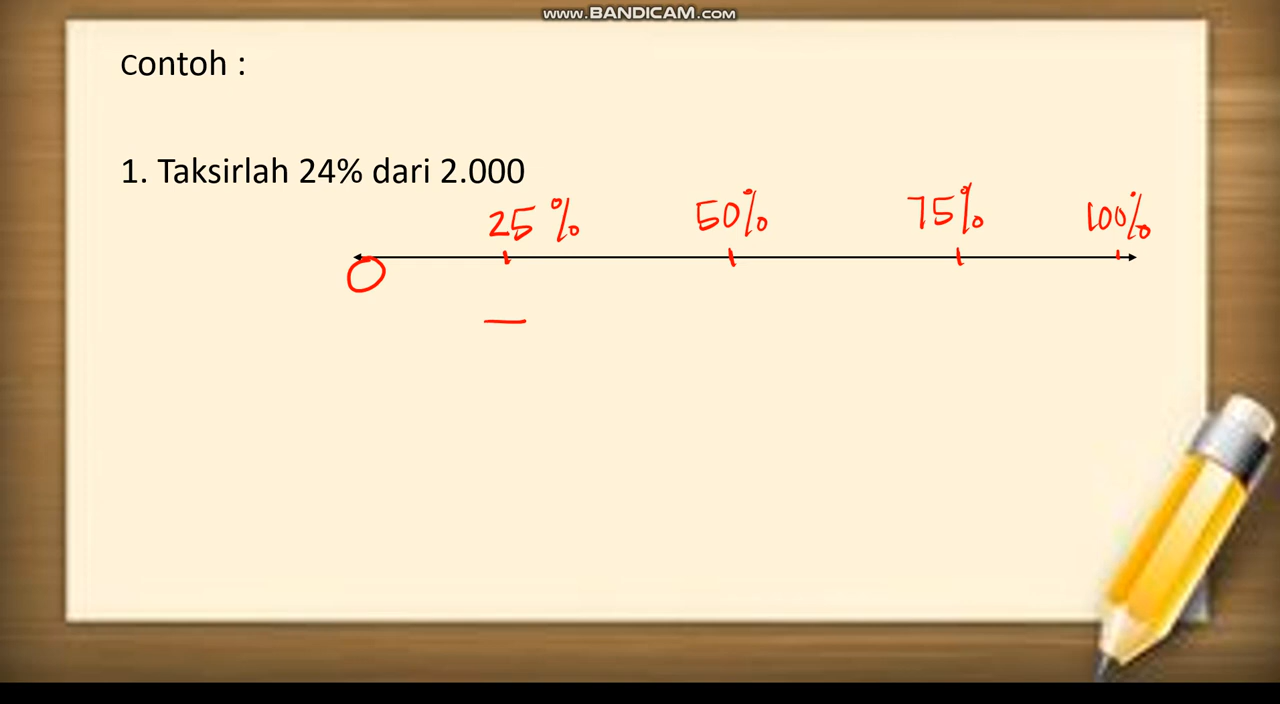 www.BANDICAM.com
Contoh :
1. Taksirlah 24% dari 2.000
25% 50% 75% 100%
0